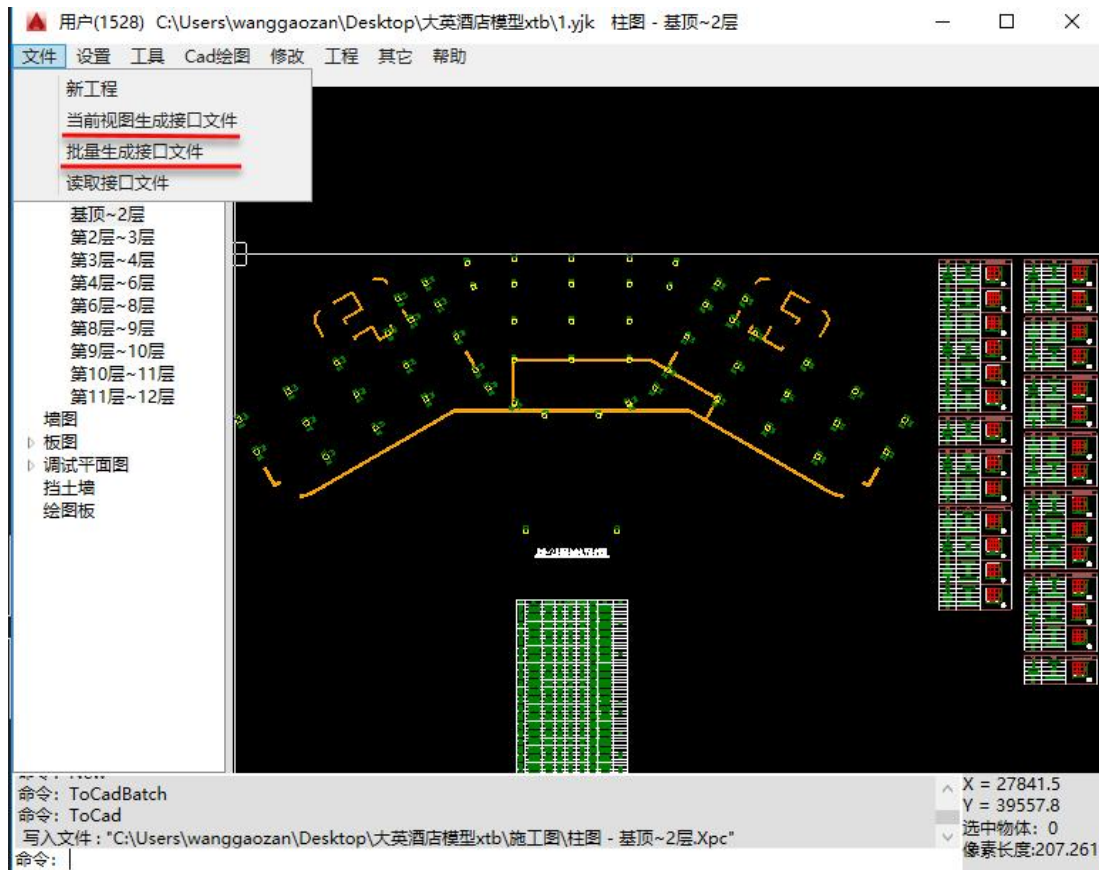 用户(1528) C:\Users\wanggaozan\Desktop\大英酒店模型xtb\1.yjk 柱图 - 基顶~2层
文件 设置 工具 Cad绘图 修改 工程 其它 帮助
新工程
当前视图生成接口文件
批量生成接口文件
读取接口文件
基顶~2层
第2层~3层
第3层~4层
第4层~6层
第6层~8层
第8层~9层
第9层~10层
第10层~11层
第11层~12层
墙图
板图
调试平面图
挡土墙
绘图板
命令: New
命令: ToCadBatch
命令: ToCad
写入文件 : "C:\Users\wanggaozan\Desktop\大英酒店模型xtb\施工图\柱图 - 基顶~2层.Xpc"
命令:
X = 27841.5
Y = 39557.8
选中物体: 0
像素长度:207.261